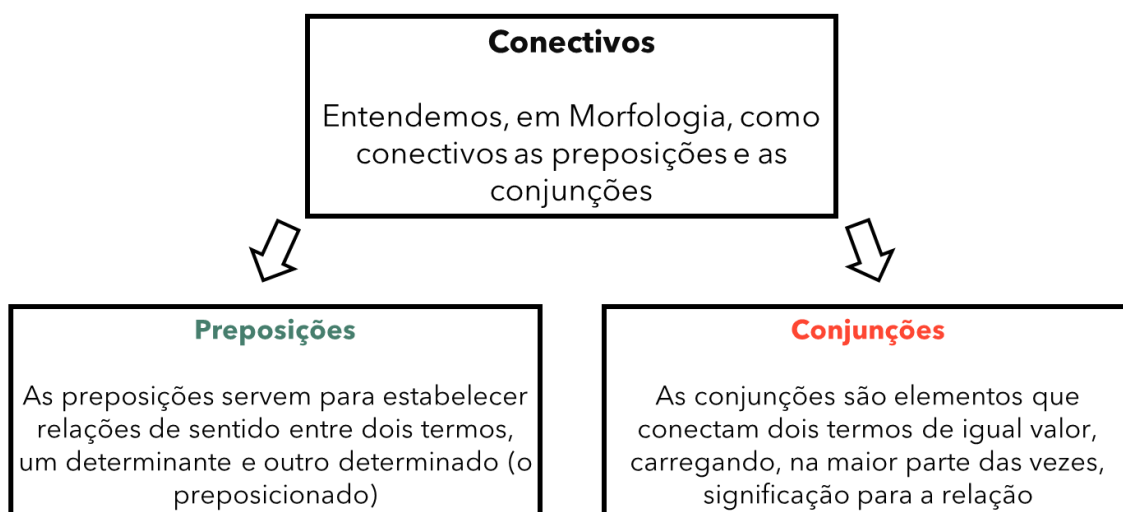 Conectivos
Entendemos, em Morfologia, como
conectivos as preposições e as
conjunções
Preposições
As preposições servem para estabelecer
relações de sentido entre dois termos,
um determinante e outro determinado (o
preposicionado)
Conjunções
As conjunções são elementos que
conectam dois termos de igual valor,
carregando, na maior parte das vezes,
significação para a relação